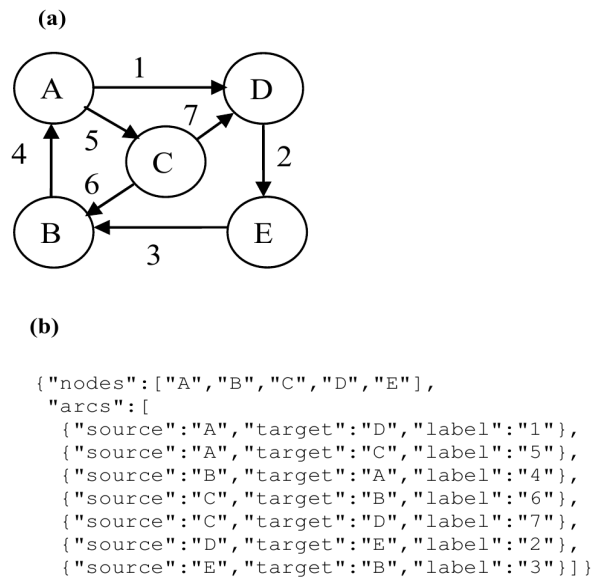 (a)
1
A
D
7
5
C
4
2
6
B
E
3
(b)
{"nodes":["A","B","C","D","E"],
"arcs":[
{"source":"A","target":"D","label":"1"},
{"source":"A","target":"C","label":"5"},
{"source":"B","target":"A","label":"4"},
{"source":"C","target":"B","label":"6"},
{"source":"C","target":"D","label":"7"},
{"source":"D","target":"E","label":"2"},
{"source":"E","target":"B","label":"3"}]}